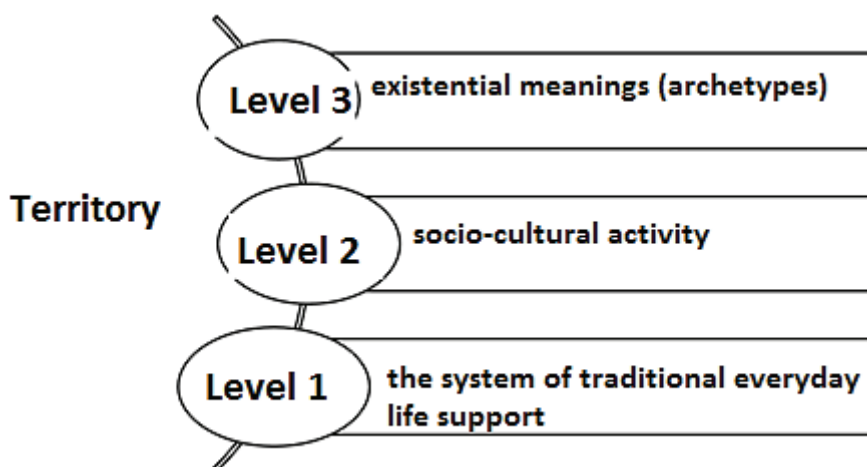 Level 3
existential meanings (archetypes)
Territory
Level 2
socio-cultural activity
Level 1
the system of traditional everyday
life support